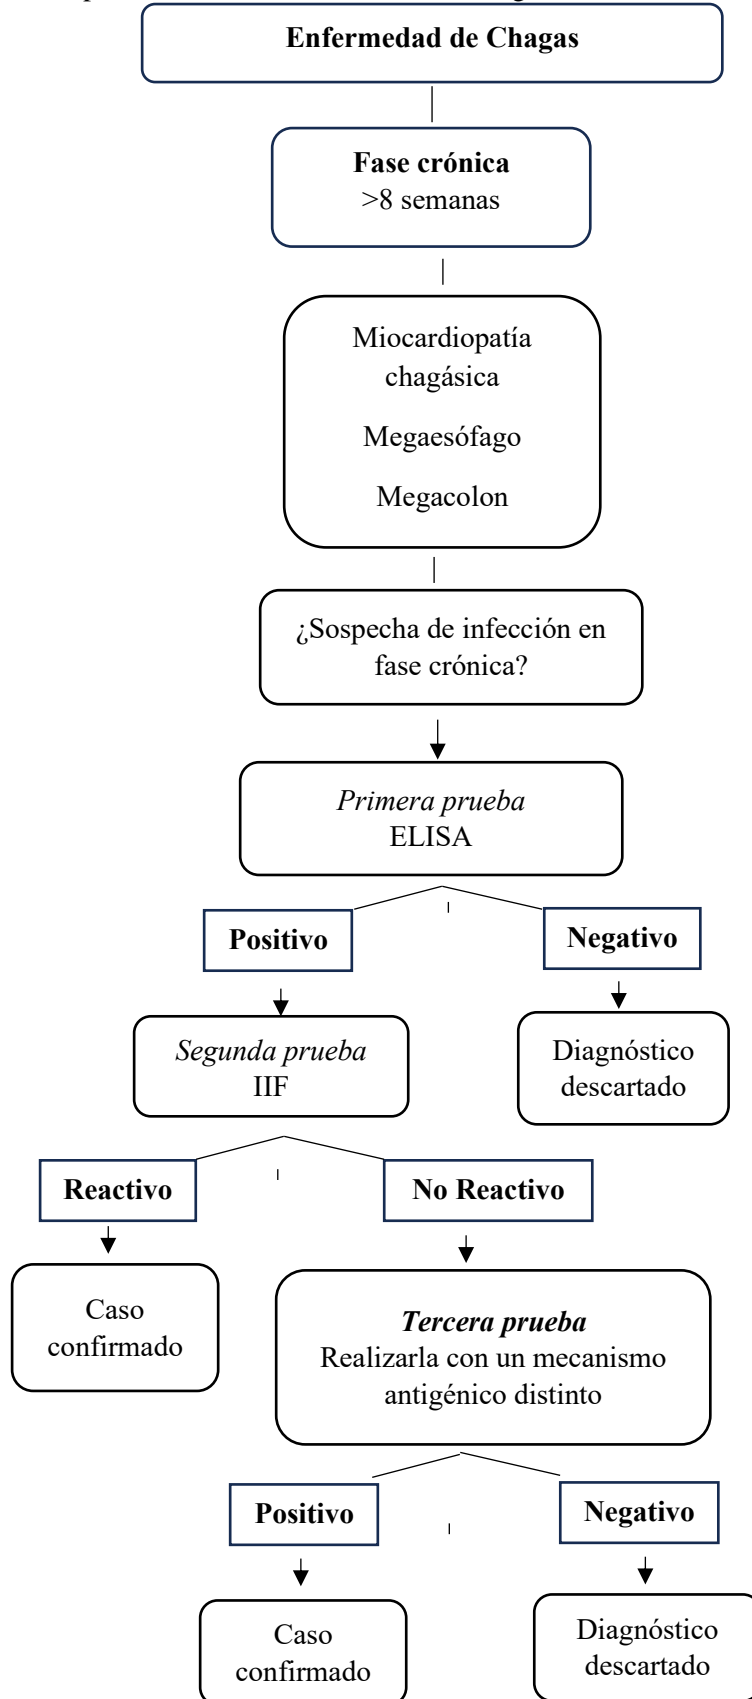 Enfermedad de Chagas
Fase crónica
>8 semanas
Miocardiopatía
chagásica
Megaesófago
Megacolon
¿Sospecha de infección en
fase crónica?
Primera prueba
ELISA
Positivo
Negativo
Segunda prueba
IIF
Diagnóstico
descartado
Reactivo
No Reactivo
Caso
confirmado
Tercera prueba
Realizarla con un mecanismo
antigénico distinto
Positivo
Negativo
Caso
confirmado
Diagnóstico
descartado